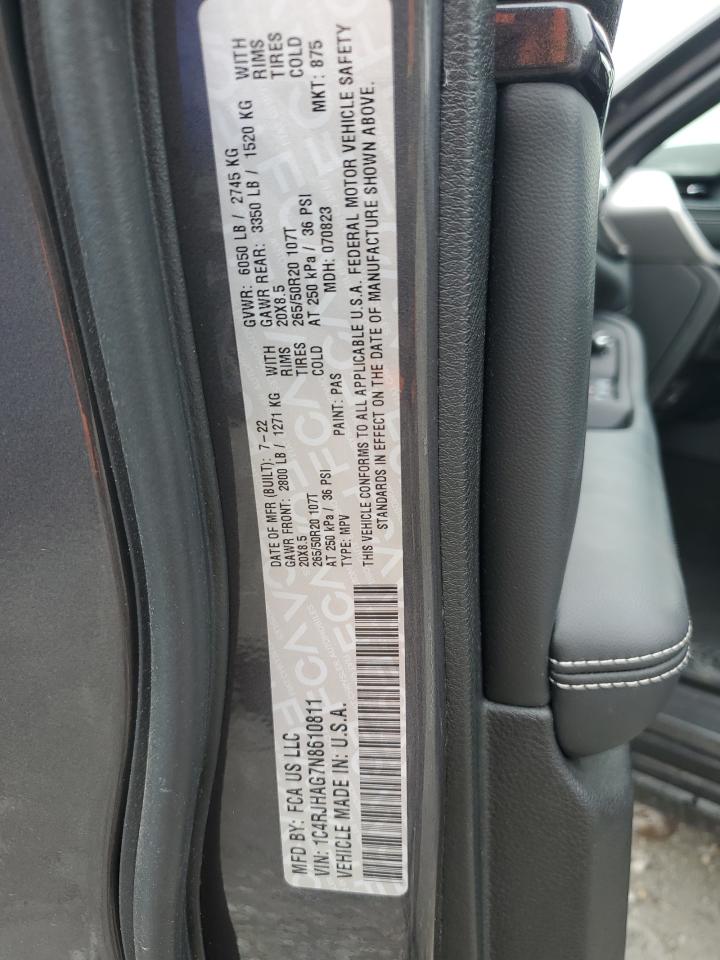 MFD BY: FCA US LLC
DATE OF MFR (BUILT): 7-22
GVWR: 6050 LB / 2745 KG
GAWR FRONT: 2800 LB / 1271 KG WITH
20X8.5 RIMS
265/50R20 107T TIRES
AT 250 kPa / 36 PSI COLD
GAWR REAR: 3350 LB / 1520 KG WITH
20X8.5 RIMS
265/50R20 107T TIRES
AT 250 kPa / 36 PSI COLD
VIN: 1C4RJHAG7N8610811
TYPE: MPV PAINT: PAS MDH: 070823 MKT: 875
VEHICLE MADE IN: U.S.A.
THIS VEHICLE CONFORMS TO ALL APPLICABLE U.S.A. FEDERAL MOTOR VEHICLE SAFETY
STANDARDS IN EFFECT ON THE DATE OF MANUFACTURE SHOWN ABOVE.